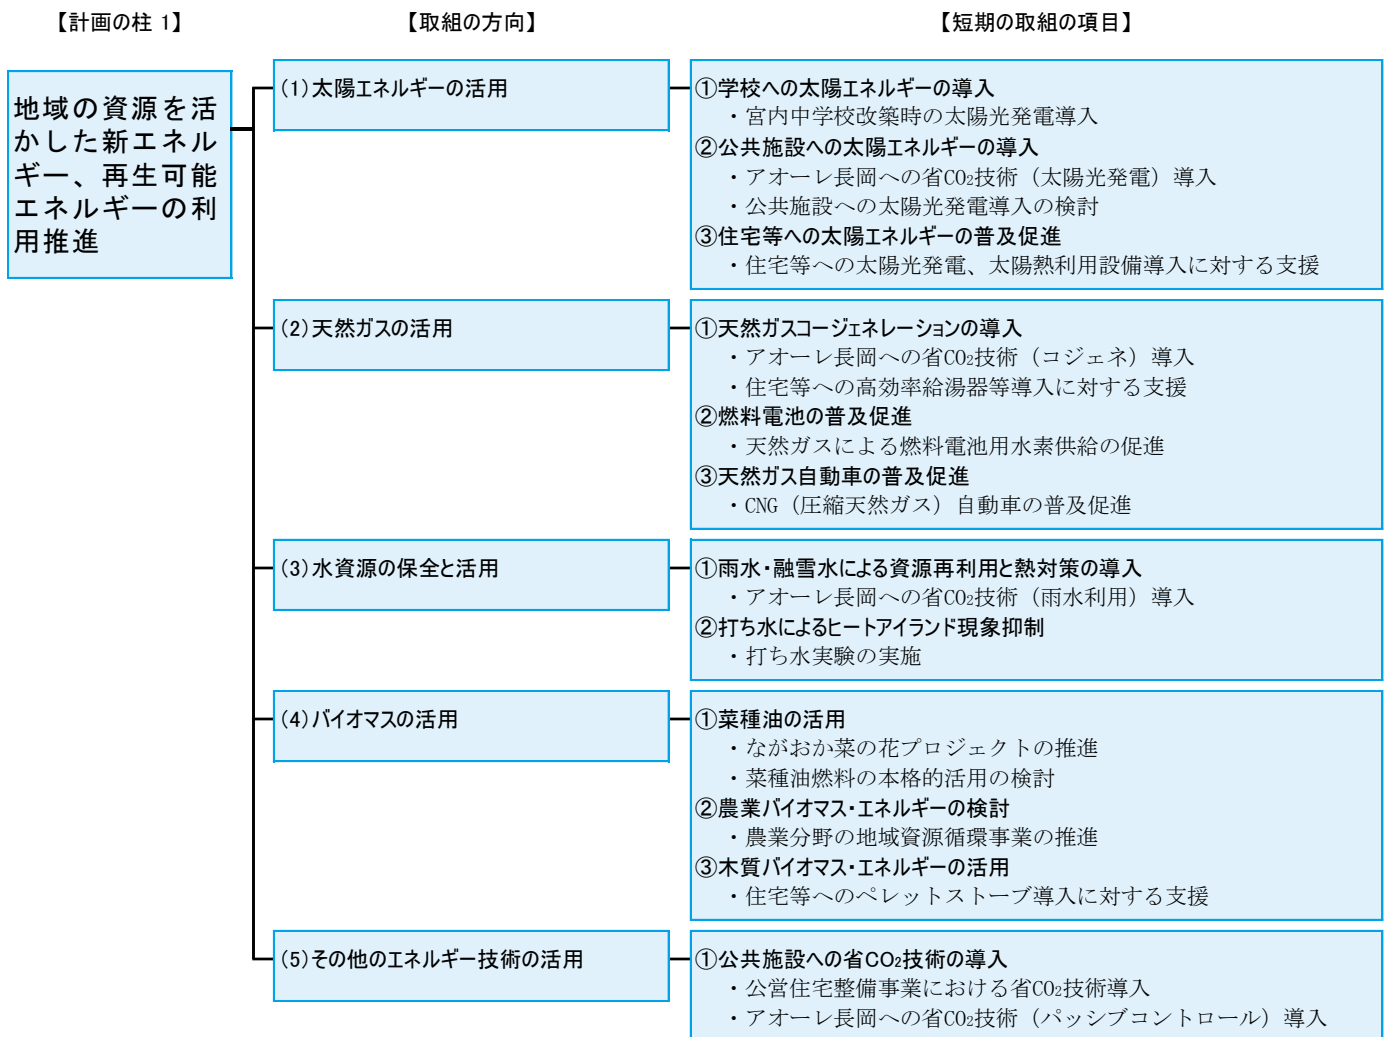 【計画の柱 1】
【取組の方向】
【短期の取組の項目】
地域の資源を活
かした新エネル
ギー、再生可能
エネルギーの利
用推進
(1)太陽エネルギーの活用
①学校への太陽エネルギーの導入
・宮内中学校改築時の太陽光発電導入
②公共施設への太陽エネルギーの導入
・アオーレ長岡への省CO₂技術（太陽光発電）導入
・公共施設への太陽光発電導入の検討
③住宅等への太陽エネルギーの普及促進
・住宅等への太陽光発電、太陽熱利用設備導入に対する支援
(2)天然ガスの活用
①天然ガスコージェネレーションの導入
・アオーレ長岡への省CO₂技術（コジェネ）導入
・住宅等への高効率給湯器等導入に対する支援
②燃料電池の普及促進
・天然ガスによる燃料電池用水素供給の促進
③天然ガス自動車の普及促進
・CNG（圧縮天然ガス）自動車の普及促進
(3)水資源の保全と活用
①雨水・融雪水による資源再利用と熱対策の導入
・アオーレ長岡への省CO₂技術（雨水利用）導入
②打ち水によるヒートアイランド現象抑制
・打ち水実験の実施
(4)バイオマスの活用
①菜種油の活用
・ながおか菜の花プロジェクトの推進
・菜種油燃料の本格的活用の検討
②農業バイオマス・エネルギーの検討
・農業分野の地域資源循環事業の推進
③木質バイオマス・エネルギーの活用
・住宅等へのペレットストーブ導入に対する支援
(5)その他のエネルギー技術の活用
①公共施設への省CO₂技術の導入
・公営住宅整備事業における省CO₂技術導入
・アオーレ長岡への省CO₂技術（パッシブコントロール）導入